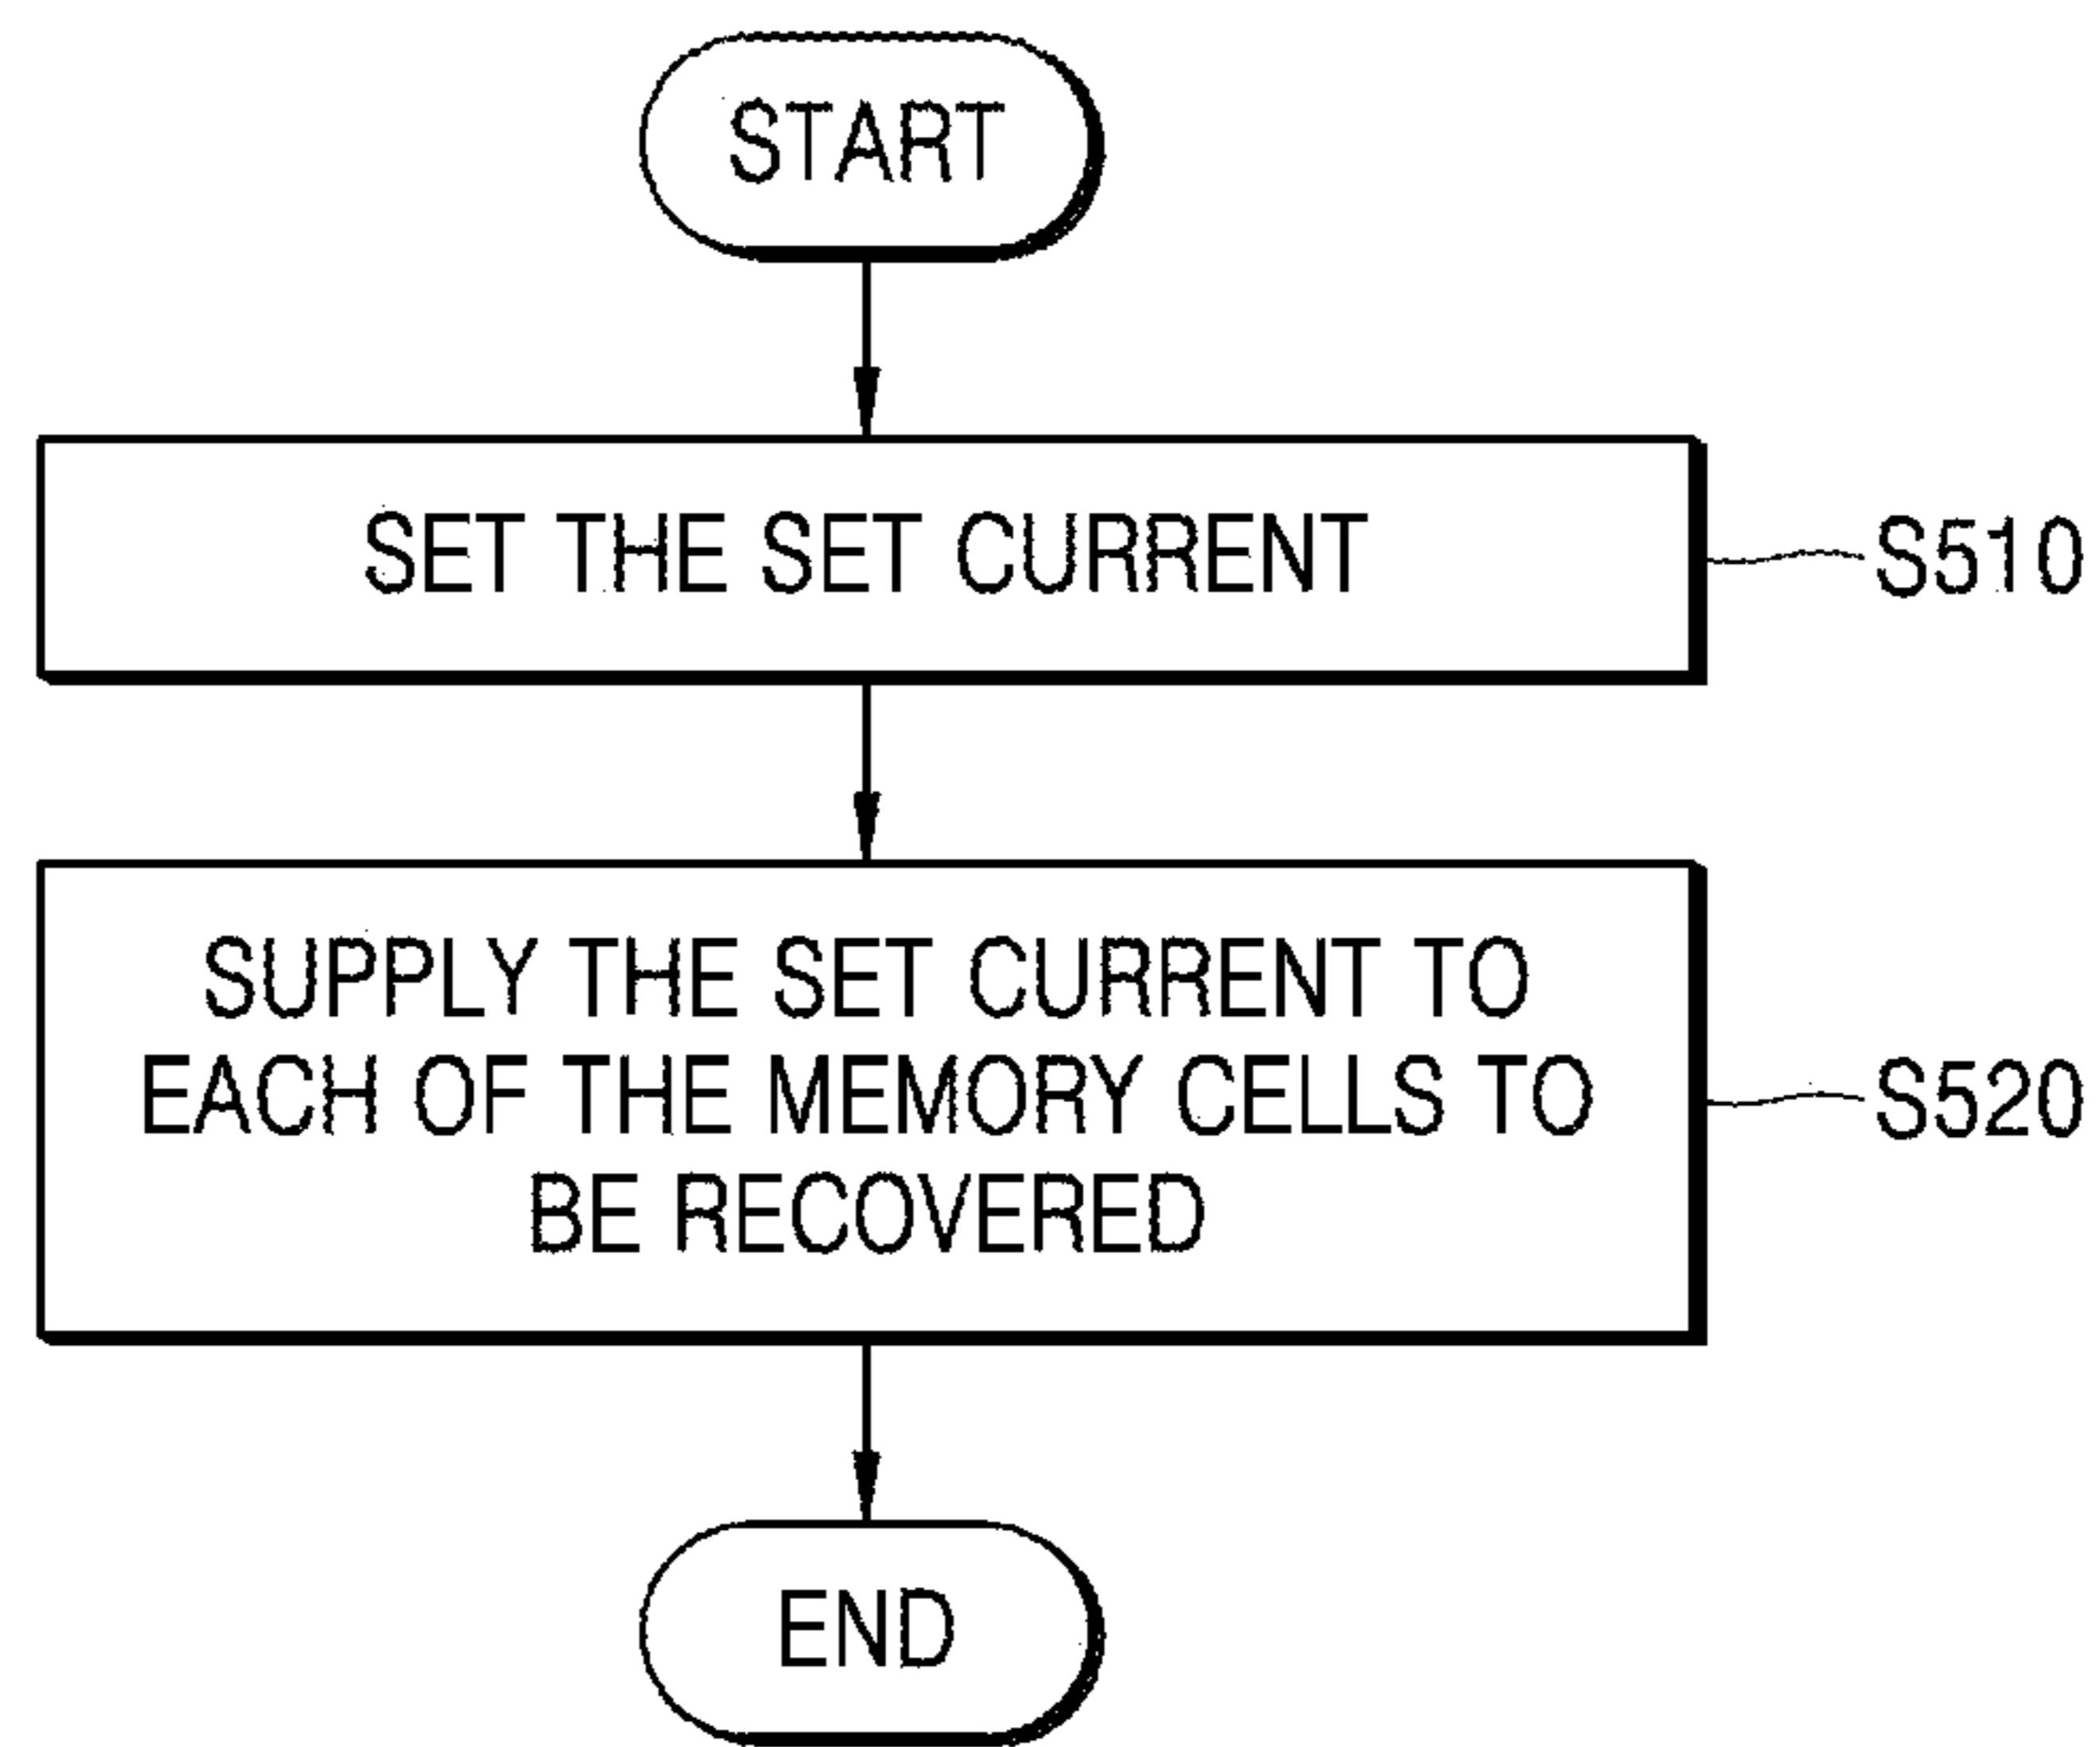 START
SET THE SET CURRENT
S510
SUPPLY THE SET CURRENT TO
EACH OF THE MEMORY CELLS TO
BE RECOVERED
S520
END